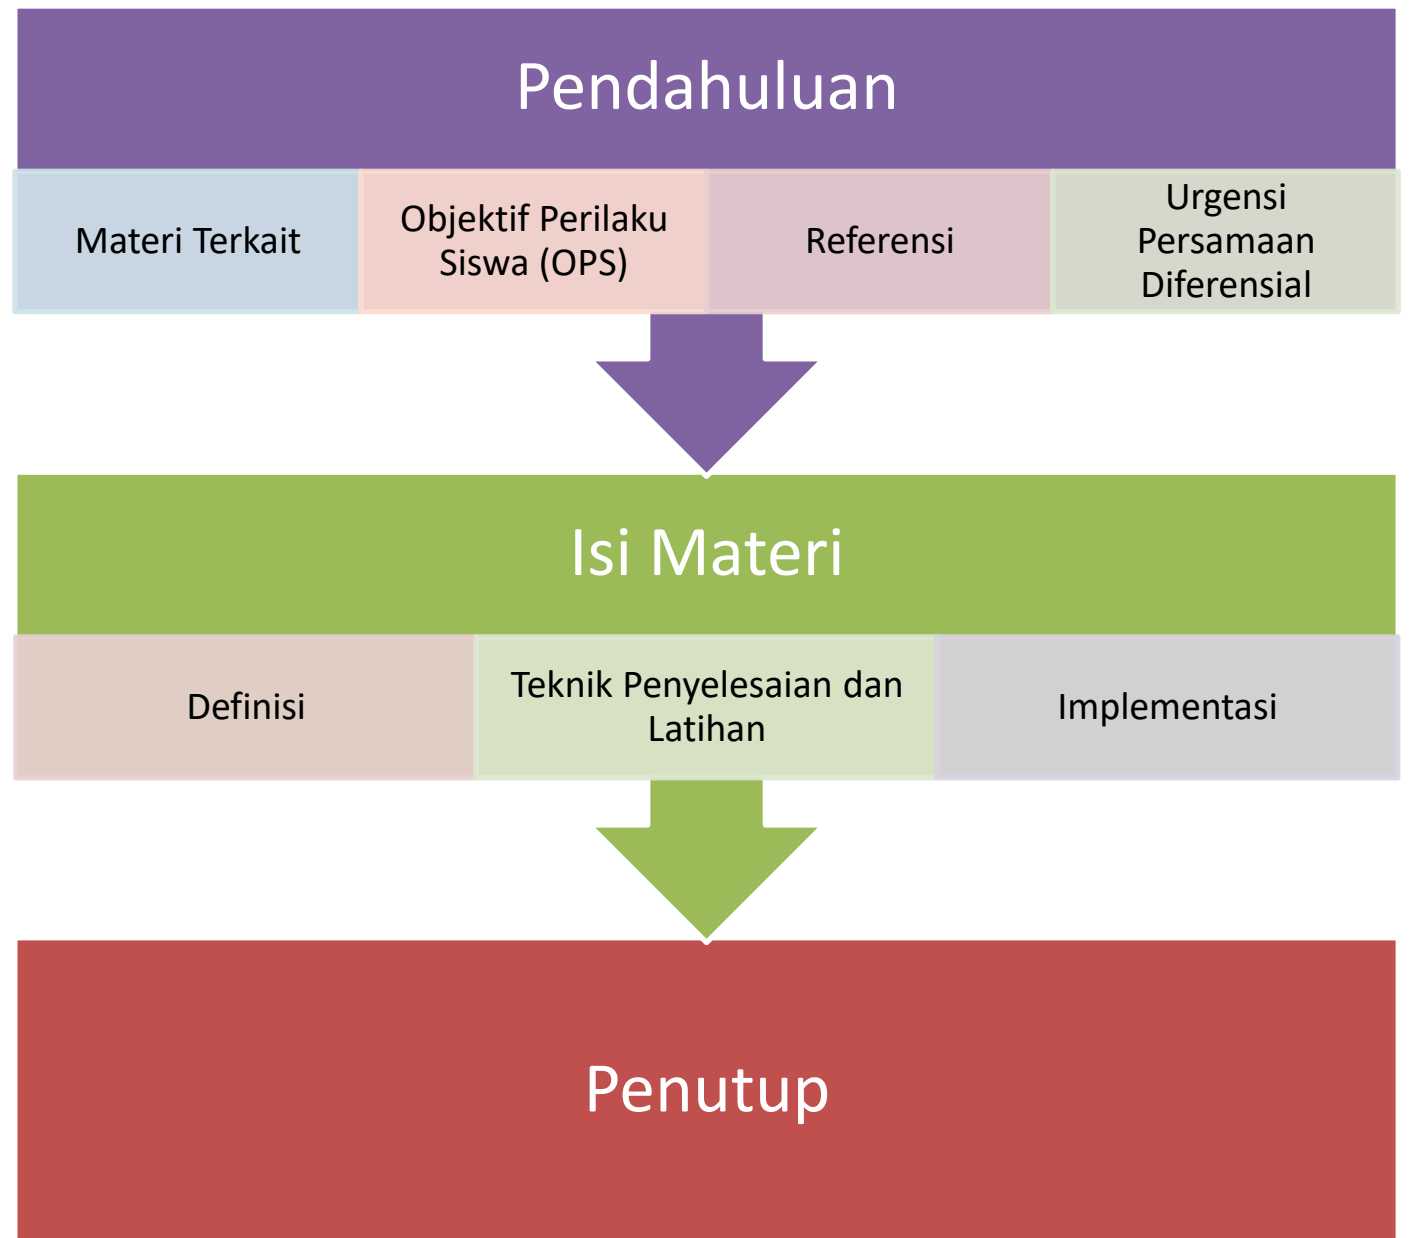 Pendahuluan
Materi Terkait
Objektif Perilaku
Siswa (OPS)
Referensi
Urgensi
Persamaan
Diferensial
Isi Materi
Definisi
Teknik Penyelesaian dan
Latihan
Implementasi
Penutup